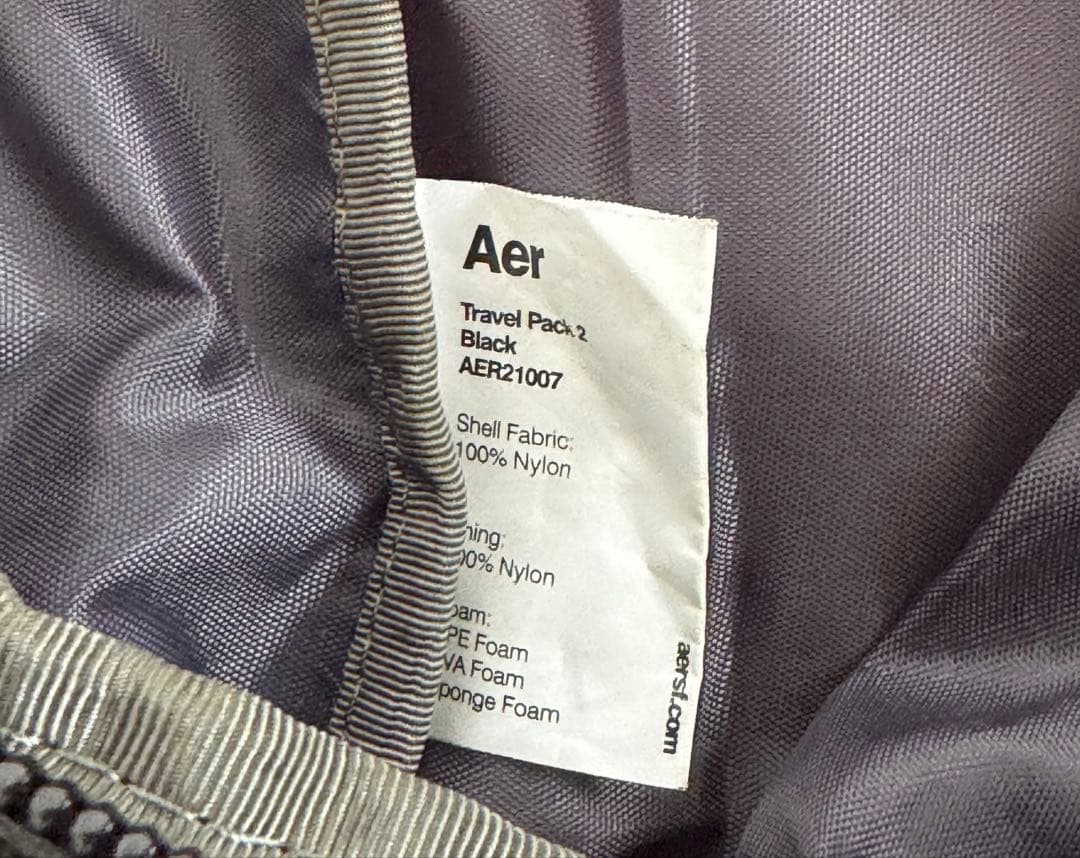 Aer
Travel Pack 2
Black
AER21007
Shell Fabric:
100% Nylon
ning:
00% Nylon
oam:
PE Foam
VA Foam
ponge Foam
aersf.com